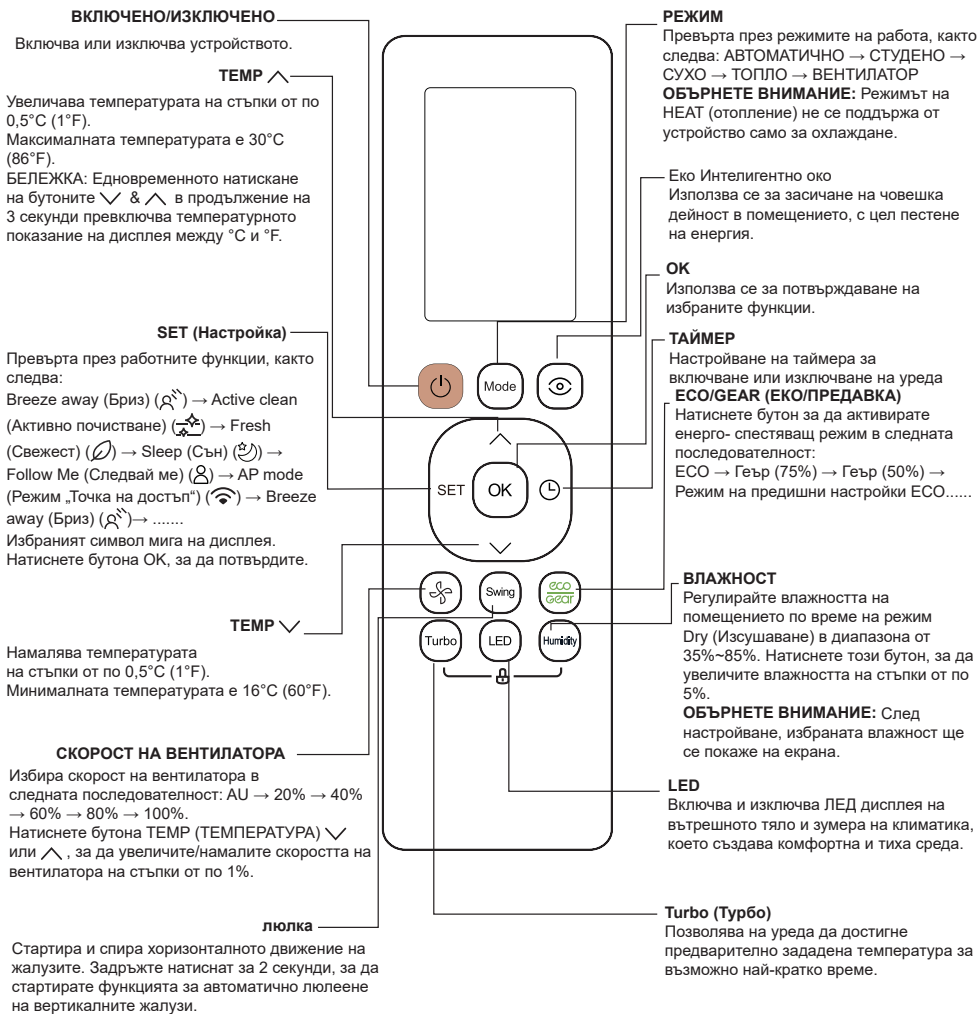 ВКЛЮЧЕНО/ИЗКЛЮЧЕНО
Включва или изключва устройството.
TEMP
Увеличава температурата на стъпки от по
0,5°C (1°F).
Максималната температурата е 30°C
(86°F).
БЕЛЕЖКА: Едновременното натискане
на бутоните & в продължение на
3 секунди превключва температурното
показание на дисплея между °C и °F.
SET (Настройка)
Превърта през работните функции, както
следва:
Breeze away (Бриз) ( ) → Active clean
(Активно почистване) ( ) → Fresh
(Свежест) ( ) → Sleep (Сън) ( ) →
Follow Me (Следвай ме) ( ) → AP mode
(Режим „Точка на достъп“) ( ) → Breeze
away (Бриз) ( )→ .......
Избраният символ мига на дисплея.
Натиснете бутона OK, за да потвърдите.
TEMP
Намалява температурата
на стъпки от по 0,5°C (1°F).
Минималната температурата е 16°C (60°F).
СКОРОСТ НА ВЕНТИЛАТОРА
Избира скорост на вентилатора в
следната последователност: AU → 20% → 40%
→ 60% → 80% → 100%.
Натиснете бутона TEMP (ТЕМПЕРАТУРА)
или , за да увеличите/намалите скоростта на
вентилатора на стъпки от по 1%.
люлка
Стартира и спира хоризонталното движение на
жалузите. Задръжте натиснат за 2 секунди, за да
стартирате функцията за автоматично люлеене
на вертикалните жалузи.
Mode
SET
OK
Swing
eco
Gear
Turbo
LED
Humidity
РЕЖИМ
Превърта през режимите на работа, както
следва: АВТОМАТИЧНО → СТУДЕНО →
СУХО → ТОПЛО → ВЕНТИЛАТОР
ОБЪРНЕТЕ ВНИМАНИЕ: Режимът на
HEAT (отопление) не се поддържа от
устройство само за охлаждане.
Еко Интелигентно око
Използва се за засичане на човешка
дейност в помещението, с цел пестене
на енергия.
OK
Използва се за потвърждаване на
избраните функции.
ТАЙМЕР
Настройване на таймера за
включване или изключване на уреда
ECO/GEAR (ЕКО/ПРЕДАВКА)
Натиснете бутон за да активирате
енерго- спестяващ режим в следната
последователност:
ECO → Геър (75%) → Геър (50%) →
Режим на предишни настройки ECO......
ВЛАЖНОСТ
Регулирайте влажността на
помещението по време на режим
Dry (Изсушаване) в диапазона от
35%~85%. Натиснете този бутон, за да
увеличите влажността на стъпки от по
5%.
ОБЪРНЕТЕ ВНИМАНИЕ: След
настройване, избраната влажност ще
се покаже на екрана.
LED
Включва и изключва ЛЕД дисплея на
вътрешното тяло и зумера на климатика,
което създава комфортна и тиха среда.
Turbo (Турбо)
Позволява на уреда да достигне
предварително зададена температура за
възможно най-кратко време.